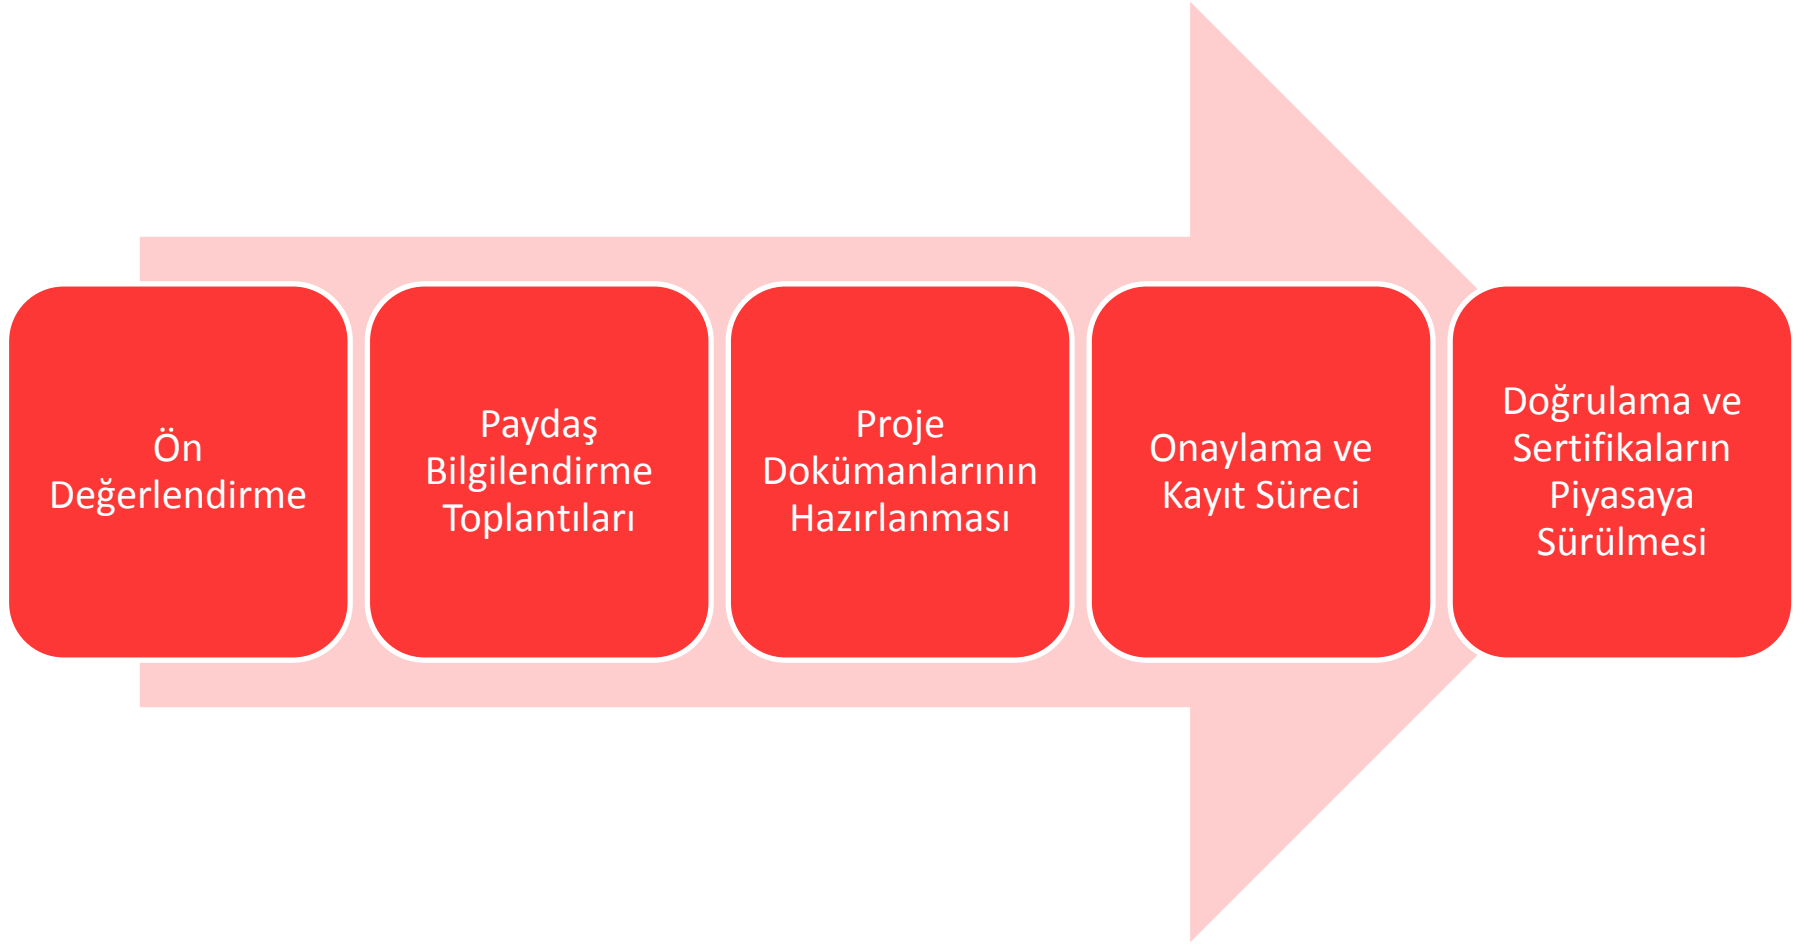 Ön
Değerlendirme
Paydaş
Bilgilendirme
Toplantıları
Proje
Dokümanlarının
Hazırlanması
Onaylama ve
Kayıt Süreci
Doğrulama ve
Sertifikaların
Piyasaya
Sürülmesi